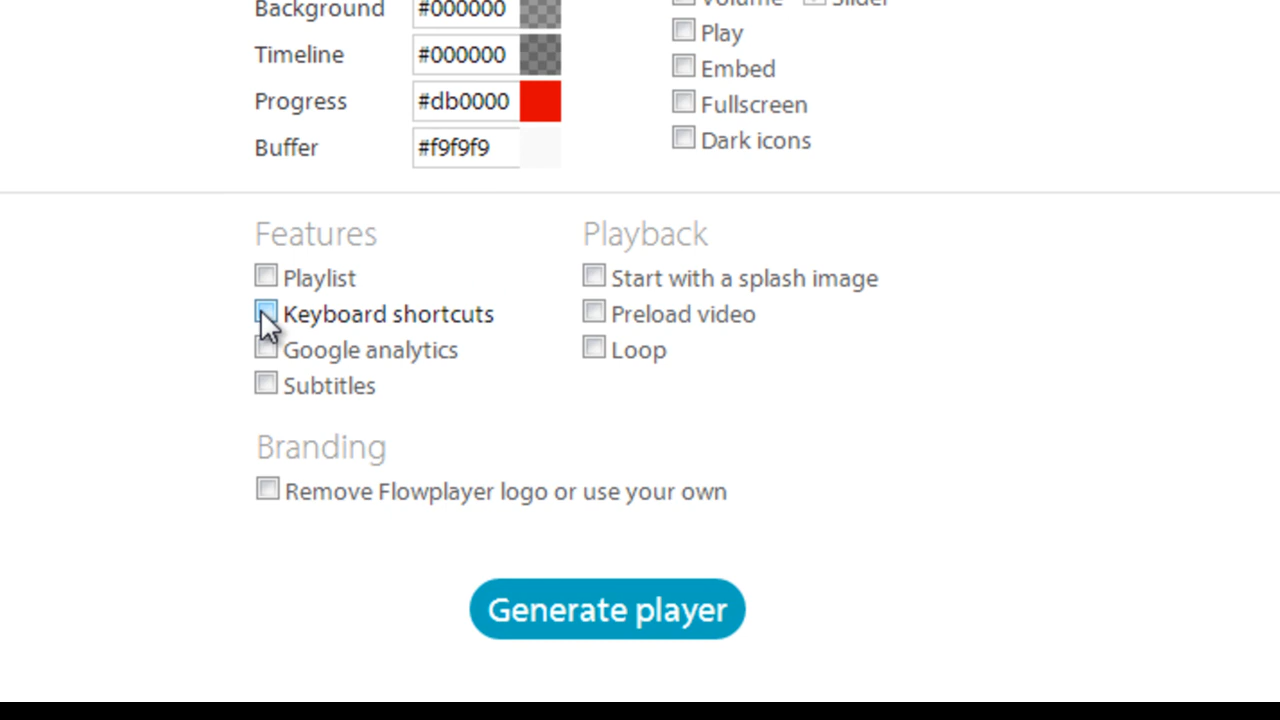 Background #000000
Volume Slider
Play
Timeline #000000
Embed
Progress #db0000
Fullscreen
Buffer #f9f9f9
Dark icons
Features
Playlist
Keyboard shortcuts
Google analytics
Subtitles
Playback
Start with a splash image
Preload video
Loop
Branding
Remove Flowplayer logo or use your own
Generate player